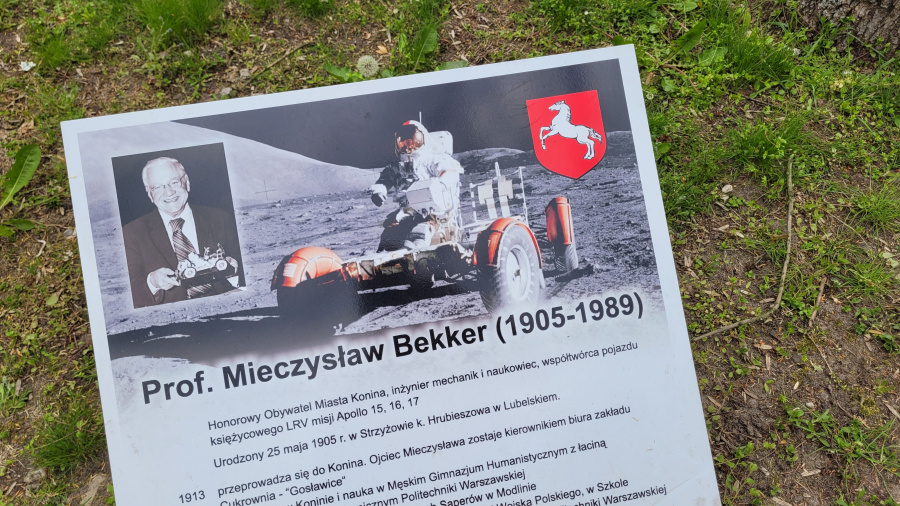 Prof. Mieczysław Bekker (1905-1989)
Honorowy Obywatel Miasta Konina, inżynier mechanik i naukowiec, współtwórca pojazdu
księżycowego LRV misji Apollo 15, 16, 17
Urodzony 25 maja 1905 r. w Strzyżowie k. Hrubieszowa w Lubelskiem.
1913 przeprowadza się do Konina. Ojciec Mieczysława zostaje kierownikiem biura zakładu
Cukrownia - "Gosławice"
w Koninie i nauka w Męskim Gimnazjum Humanistycznym z łaciną
Politechniki Warszawskiej
Saperów w Modlinie
Wojska Polskiego, w Szkole
Politechniki Warszawskiej